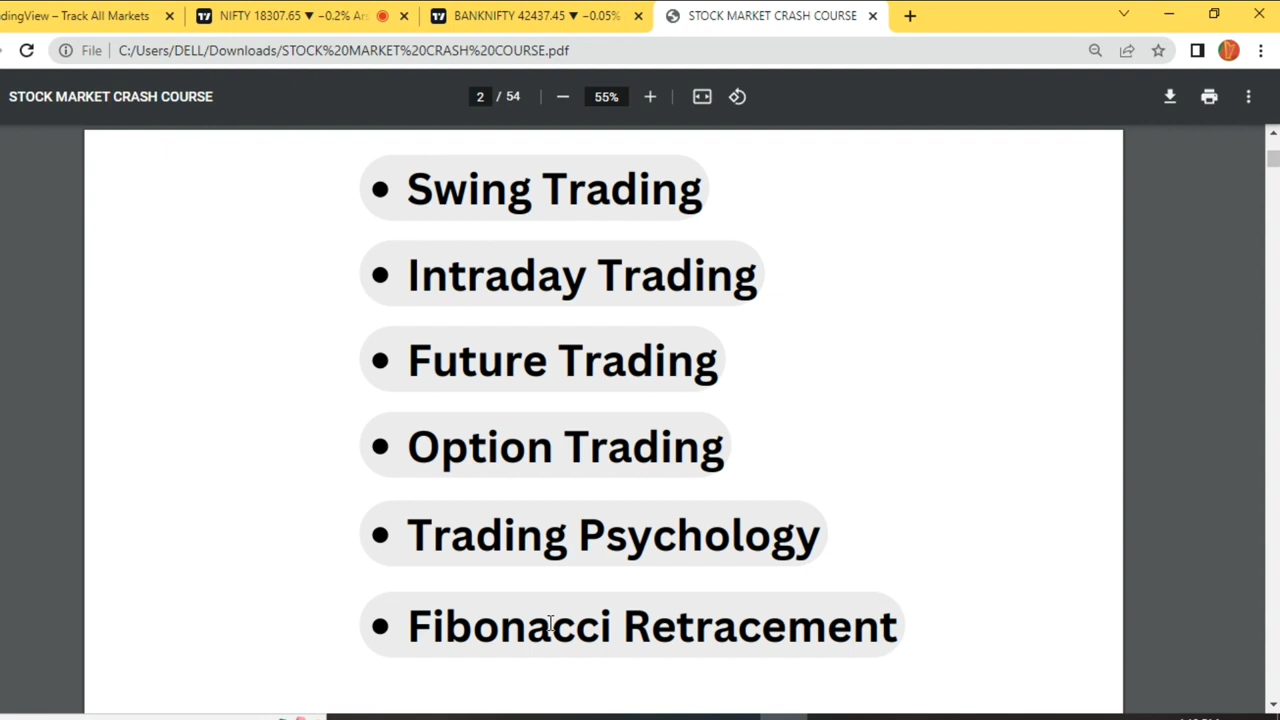 dingView – Track All Markets
NIFTY 18307.65 ▼ −0.2% A
BANKNIFTY 42437.45 ▼ −0.05%
STOCK MARKET CRASH COURSE
File
C:/Users/DELL/Downloads/STOCK%20MARKET%20CRASH%20COURSE.pdf
STOCK MARKET CRASH COURSE
2 / 54
55%
• Swing Trading
• Intraday Trading
• Future Trading
• Option Trading
• Trading Psychology
• Fibonacci Retracement